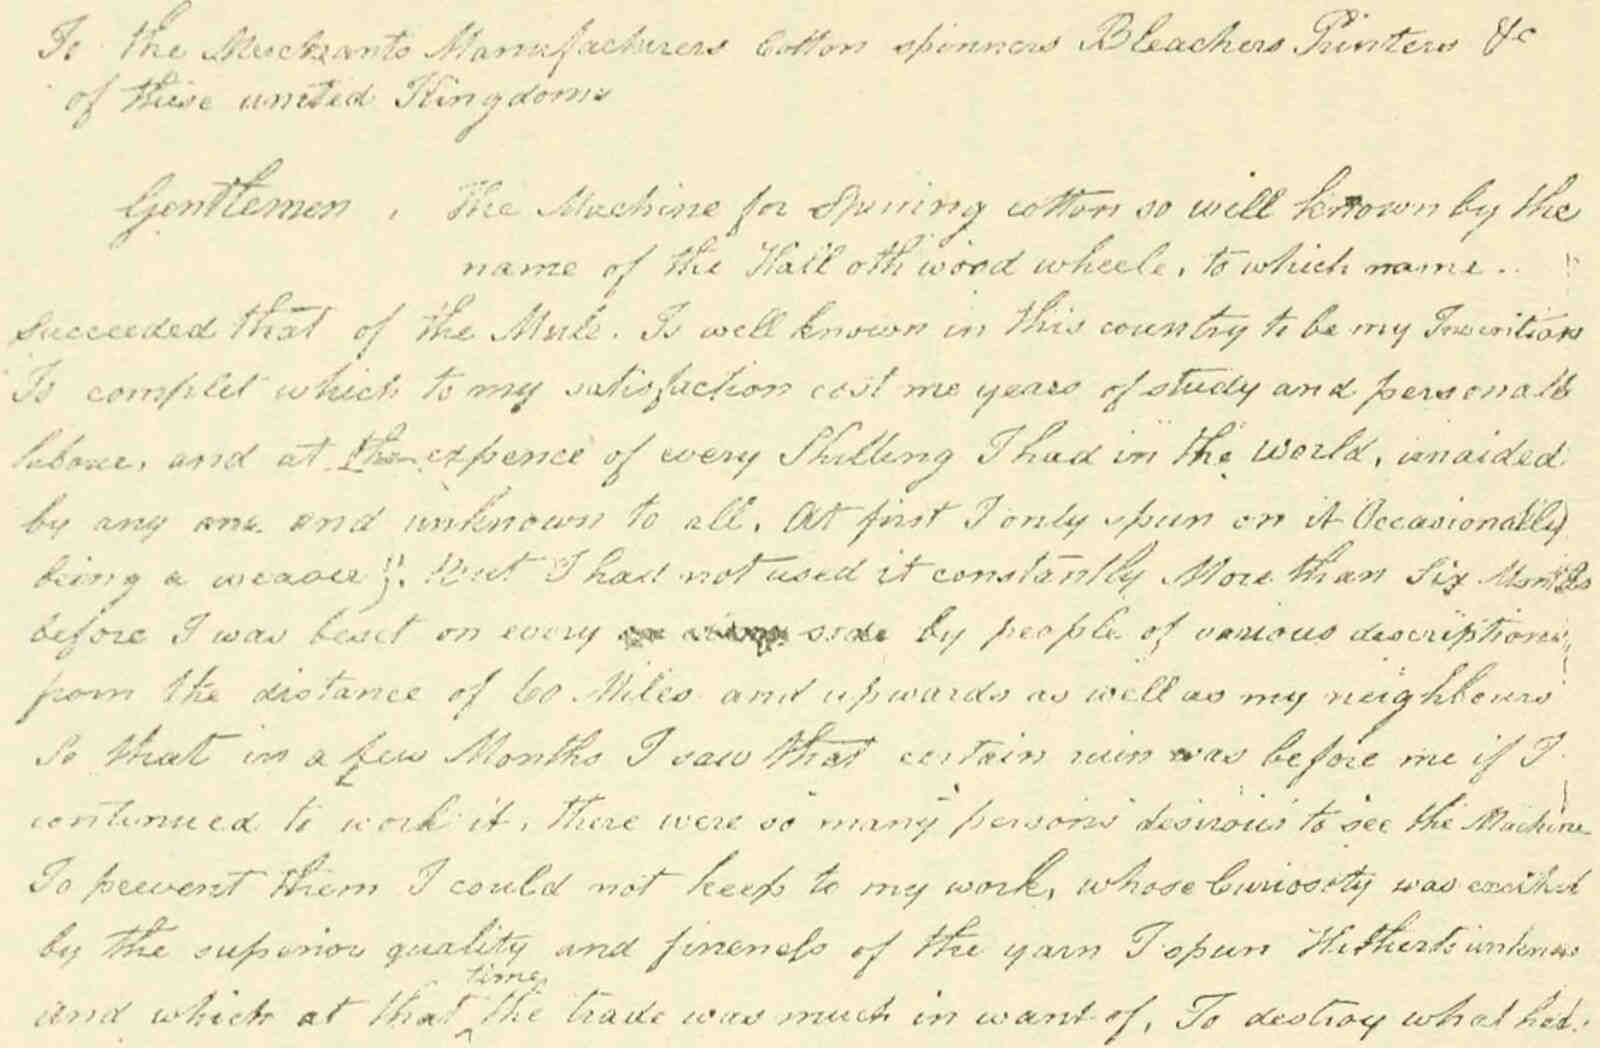 To the Merchants Manufacturers Cotton spinners Bleachers Printers &c
of these united Kingdoms
Gentlemen, The Machine for Spining cotton so well known by the
name of the Hall oth wood wheele, to which name..
Succeeded that of the Mule. Is well known in this country to be my Invention
To complet which to my satisfaction cost me years of study and personall
laboure, and at the expence of every Shilling I had in the world, unaided
by any one and unknown to all. At first I only spun on it Occasionally
being a weaver). But I had not used it constantly More than Six Months
before I was beset on every side by people of various descriptions,
from the distance of 60 Miles and upwards as well as my neighbours
So that in a few Months I saw that certain ruin was before me if I
continued to work it, there were so many persons desirous to see the Machine
To prevent them I could not keep to my work, whose Curiosity was excited
by the superior quality and fineness of the yarn I spun Hitherto unknown
and which at that time the trade was much in want of, To destroy what had